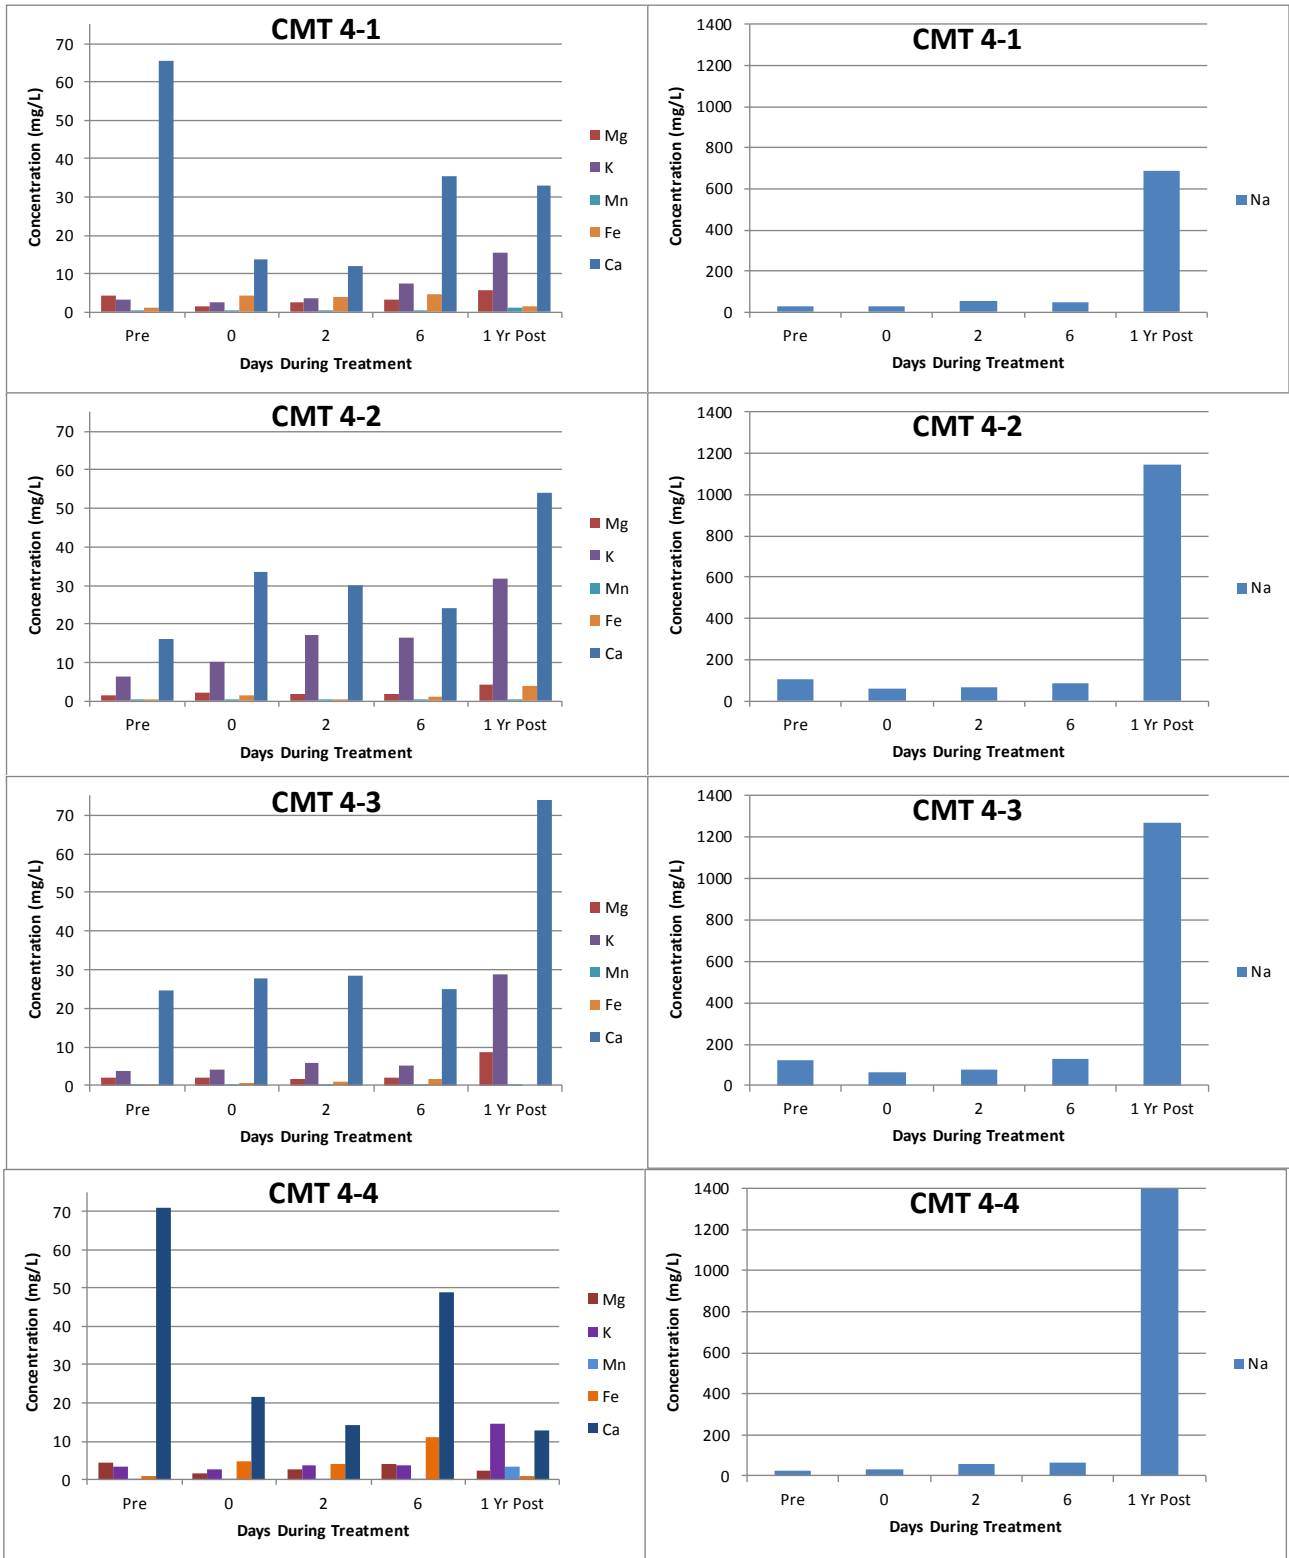 CMT 4-1
Concentration (mg/L)
70
60
50
40
30
20
10
0
Pre 0 2 6 1 Yr Post
Days During Treatment
Mg
K
Mn
Fe
Ca
CMT 4-1
Concentration (mg/L)
1400
1200
1000
800
600
400
200
0
Pre 0 2 6 1 Yr Post
Days During Treatment
Na
CMT 4-2
Concentration (mg/L)
70
60
50
40
30
20
10
0
Pre 0 2 6 1 Yr Post
Days During Treatment
Mg
K
Mn
Fe
Ca
CMT 4-2
Concentration (mg/L)
1400
1200
1000
800
600
400
200
0
Pre 0 2 6 1 Yr Post
Days During Treatment
Na
CMT 4-3
Concentration (mg/L)
70
60
50
40
30
20
10
0
Pre 0 2 6 1 Yr Post
Days During Treatment
Mg
K
Mn
Fe
Ca
CMT 4-3
Concentration (mg/L)
1400
1200
1000
800
600
400
200
0
Pre 0 2 6 1 Yr Post
Days During Treatment
Na
CMT 4-4
Concentration (mg/L)
70
60
50
40
30
20
10
0
Pre 0 2 6 1 Yr Post
Days During Treatment
Mg
K
Mn
Fe
Ca
CMT 4-4
Concentration (mg/L)
1400
1200
1000
800
600
400
200
0
Pre 0 2 6 1 Yr Post
Days During Treatment
Na